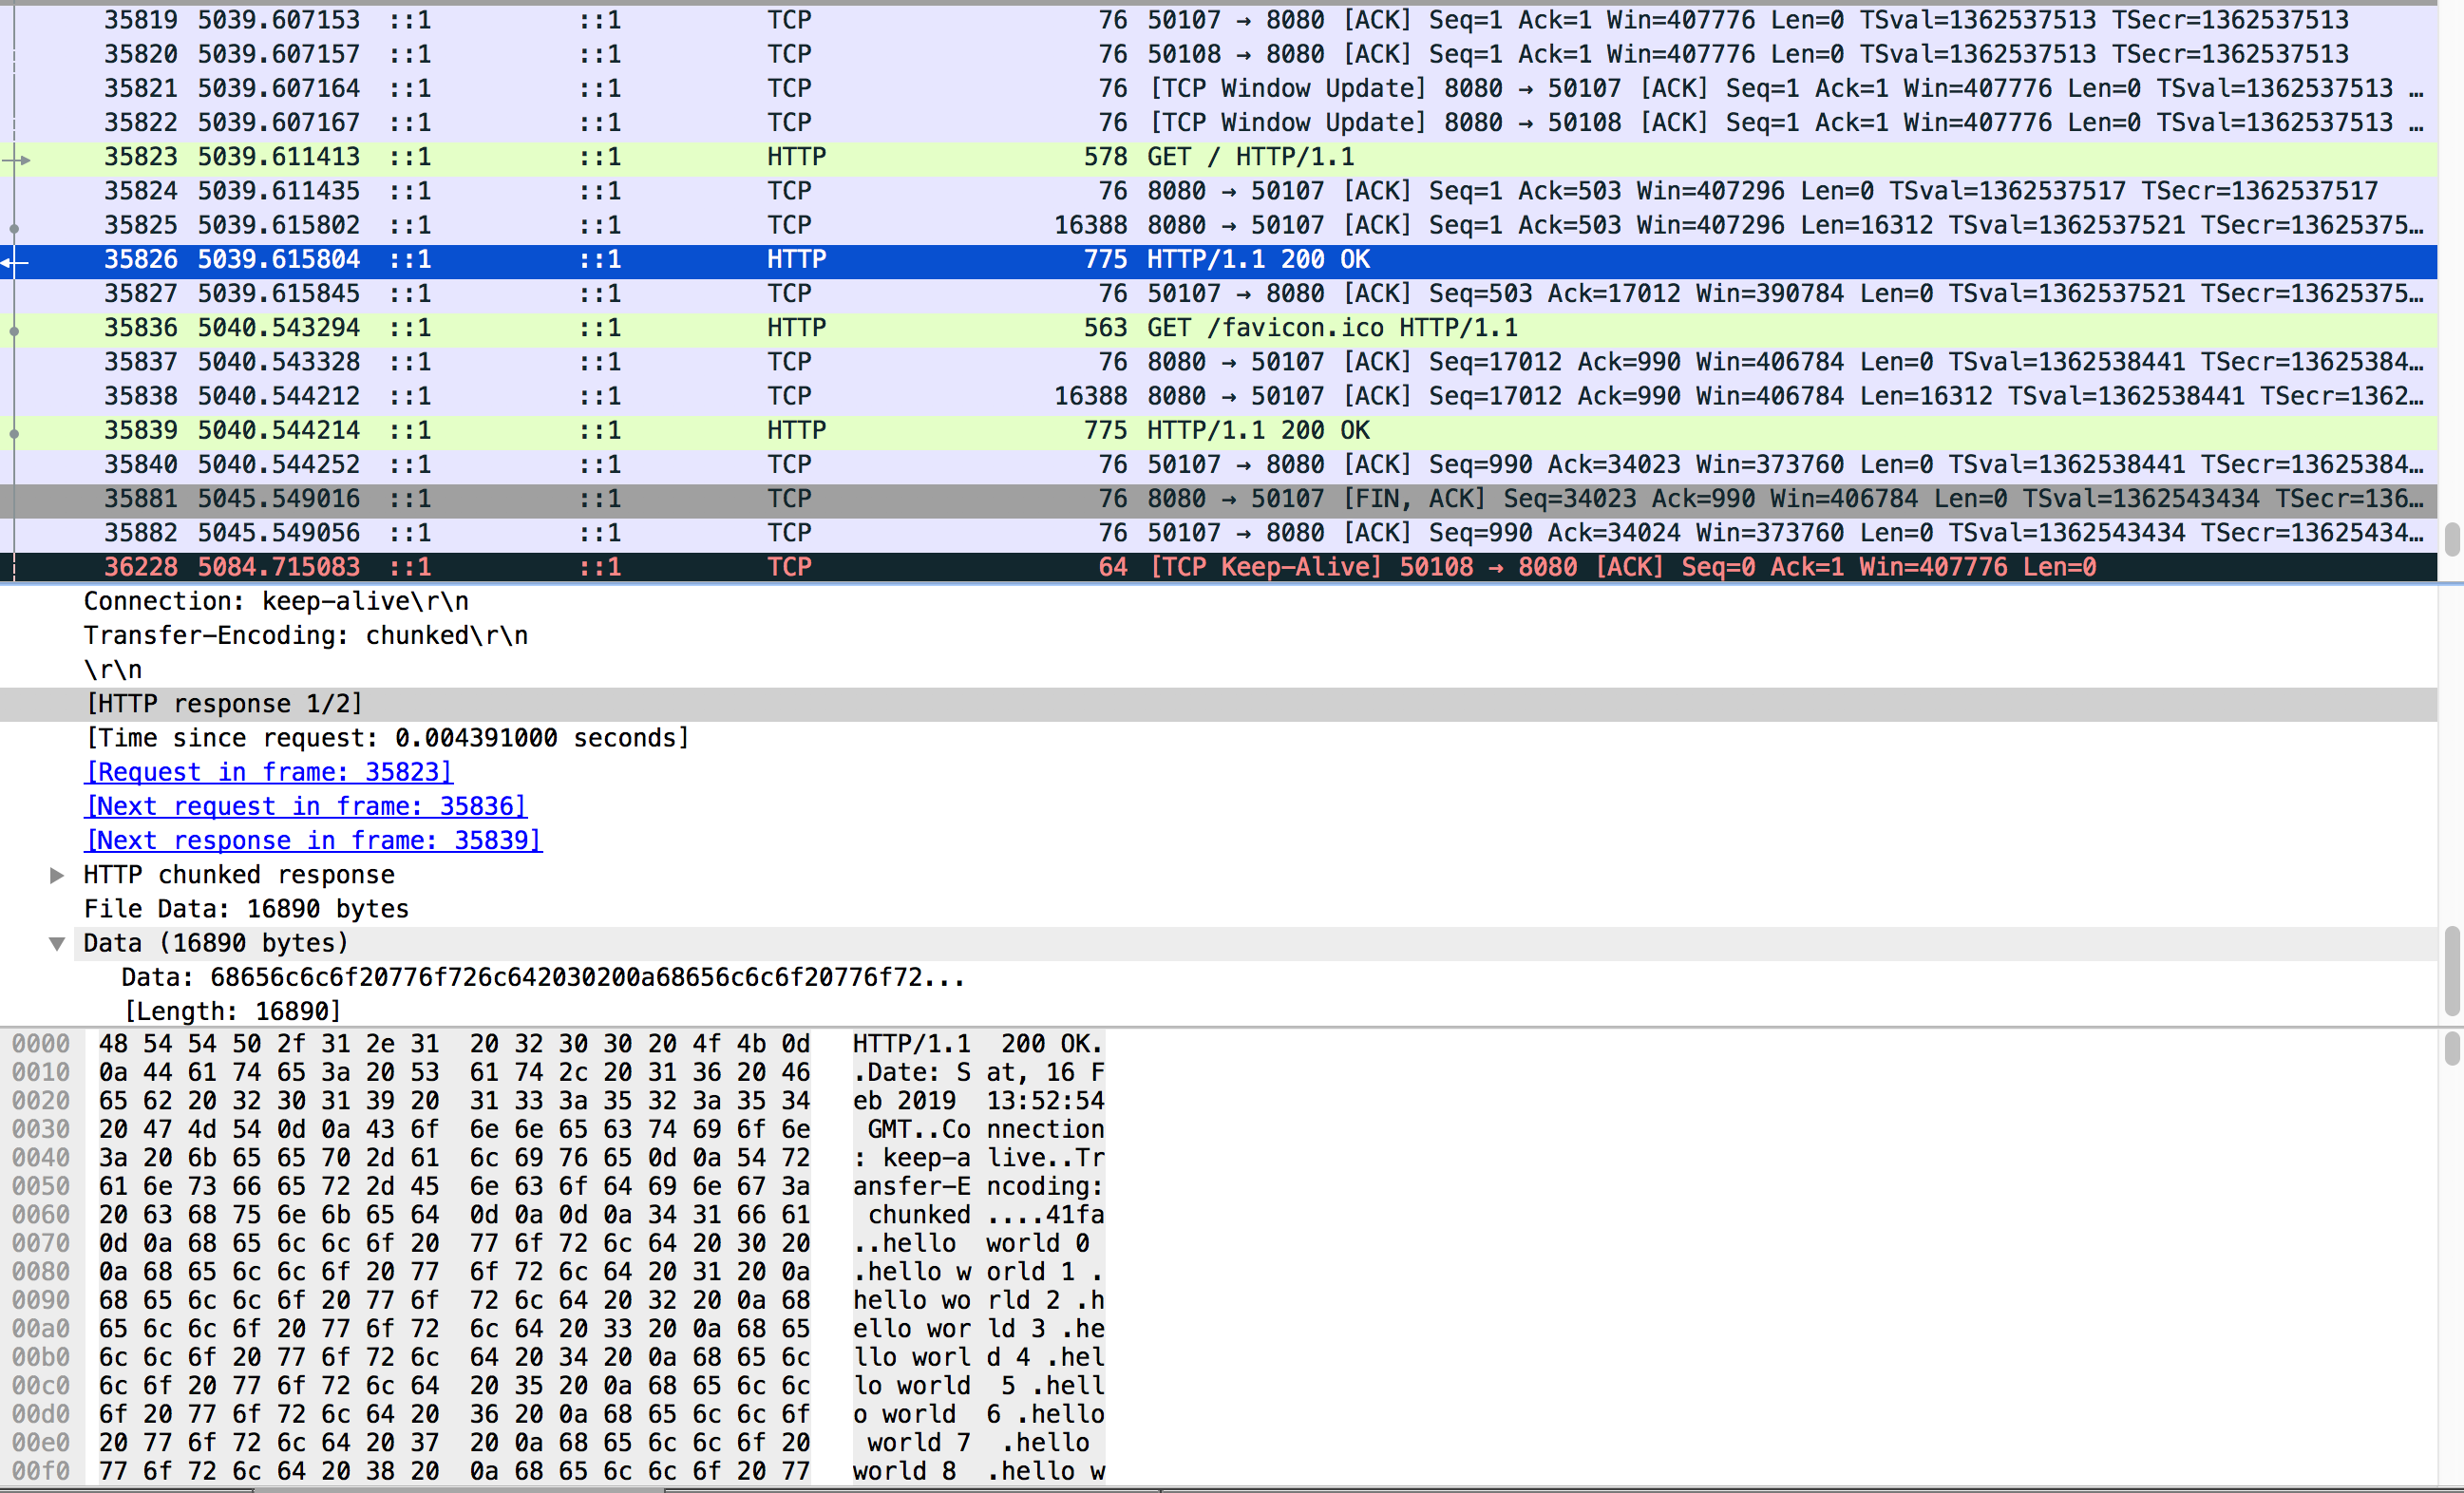 35819 5039.607153 ::1 ::1 TCP 76 50107 → 8080 [ACK] Seq=1 Ack=1 Win=407776 Len=0 TSval=1362537513 TSecr=1362537513
35820 5039.607157 ::1 ::1 TCP 76 50108 → 8080 [ACK] Seq=1 Ack=1 Win=407776 Len=0 TSval=1362537513 TSecr=1362537513
35821 5039.607164 ::1 ::1 TCP 76 [TCP Window Update] 8080 → 50107 [ACK] Seq=1 Ack=1 Win=407776 Len=0 TSval=1362537513 …
35822 5039.607167 ::1 ::1 TCP 76 [TCP Window Update] 8080 → 50108 [ACK] Seq=1 Ack=1 Win=407776 Len=0 TSval=1362537513 …
35823 5039.611413 ::1 ::1 HTTP 578 GET / HTTP/1.1
35824 5039.611435 ::1 ::1 TCP 76 8080 → 50107 [ACK] Seq=1 Ack=503 Win=407296 Len=0 TSval=1362537517 TSecr=1362537517
35825 5039.615802 ::1 ::1 TCP 16388 8080 → 50107 [ACK] Seq=1 Ack=503 Win=407296 Len=16312 TSval=1362537521 TSecr=13625375…
35826 5039.615804 ::1 ::1 HTTP 775 HTTP/1.1 200 OK
35827 5039.615845 ::1 ::1 TCP 76 50107 → 8080 [ACK] Seq=503 Ack=17012 Win=390784 Len=0 TSval=1362537521 TSecr=13625375…
35836 5040.543294 ::1 ::1 HTTP 563 GET /favicon.ico HTTP/1.1
35837 5040.543328 ::1 ::1 TCP 76 8080 → 50107 [ACK] Seq=17012 Ack=990 Win=406784 Len=0 TSval=1362538441 TSecr=13625384…
35838 5040.544212 ::1 ::1 TCP 16388 8080 → 50107 [ACK] Seq=17012 Ack=990 Win=406784 Len=16312 TSval=1362538441 TSecr=1362…
35839 5040.544214 ::1 ::1 HTTP 775 HTTP/1.1 200 OK
35840 5040.544252 ::1 ::1 TCP 76 50107 → 8080 [ACK] Seq=990 Ack=34023 Win=373760 Len=0 TSval=1362538441 TSecr=13625384…
35881 5045.549016 ::1 ::1 TCP 76 8080 → 50107 [FIN, ACK] Seq=34023 Ack=990 Win=406784 Len=0 TSval=1362543434 TSecr=136…
35882 5045.549056 ::1 ::1 TCP 76 50107 → 8080 [ACK] Seq=990 Ack=34024 Win=373760 Len=0 TSval=1362543434 TSecr=13625434…
36228 5084.715083 ::1 ::1 TCP 64 [TCP Keep-Alive] 50108 → 8080 [ACK] Seq=0 Ack=1 Win=407776 Len=0
Connection: keep-alive\r\n
Transfer-Encoding: chunked\r\n
\r\n
[HTTP response 1/2]
[Time since request: 0.004391000 seconds]
[Request in frame: 35823]
[Next request in frame: 35836]
[Next response in frame: 35839]
HTTP chunked response
File Data: 16890 bytes
Data (16890 bytes)
Data: 68656c6c6f20776f726c642030200a68656c6c6f20776f72...
[Length: 16890]
0000 48 54 54 50 2f 31 2e 31 20 32 30 30 20 4f 4b 0d HTTP/1.1 200 OK.
0010 0a 44 61 74 65 3a 20 53 61 74 2c 20 31 36 20 46 .Date: S at, 16 F
0020 65 62 20 32 30 31 39 20 31 33 3a 35 32 3a 35 34 eb 2019 13:52:54
0030 20 47 4d 54 0d 0a 43 6f 6e 6e 65 63 74 69 6f 6e GMT..Co nnection
0040 3a 20 6b 65 65 70 2d 61 6c 69 76 65 0d 0a 54 72 : keep-a live..Tr
0050 61 6e 73 66 65 72 2d 45 6e 63 6f 64 69 6e 67 3a ansfer-E ncoding:
0060 20 63 68 75 6e 6b 65 64 0d 0a 0d 0a 34 31 66 61 chunked ....41fa
0070 0d 0a 68 65 6c 6c 6f 20 77 6f 72 6c 64 20 30 20 ..hello world 0
0080 0a 68 65 6c 6c 6f 20 77 6f 72 6c 64 20 31 20 0a .hello w orld 1 .
0090 68 65 6c 6c 6f 20 77 6f 72 6c 64 20 32 20 0a 68 hello wo rld 2 .h
00a0 65 6c 6c 6f 20 77 6f 72 6c 64 20 33 20 0a 68 65 ello wor ld 3 .he
00b0 6c 6c 6f 20 77 6f 72 6c 64 20 34 20 0a 68 65 6c llo worl d 4 .hel
00c0 6c 6f 20 77 6f 72 6c 64 20 35 20 0a 68 65 6c 6c lo world 5 .hell
00d0 6f 20 77 6f 72 6c 64 20 36 20 0a 68 65 6c 6c 6f o world 6 .hello
00e0 20 77 6f 72 6c 64 20 37 20 0a 68 65 6c 6c 6f 20 world 7 .hello
00f0 77 6f 72 6c 64 20 38 20 0a 68 65 6c 6c 6f 20 77 world 8 .hello w